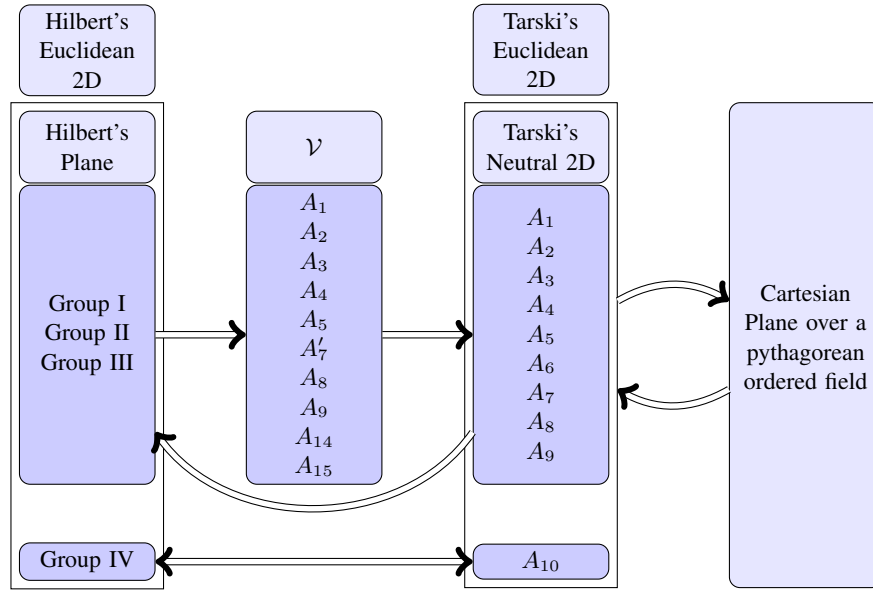 Hilbert's
Euclidean
2D
Tarski's
Euclidean
2D
Hilbert's
Plane
𝒱
Tarski's
Neutral 2D
Group I
Group II
Group III
A₁
A₂
A₃
A₄
A₅
A′₇
A₈
A₉
A₁₄
A₁₅
A₁
A₂
A₃
A₄
A₅
A₆
A₇
A₈
A₉
Cartesian
Plane over a
pythagorean
ordered field
Group IV
A₁₀